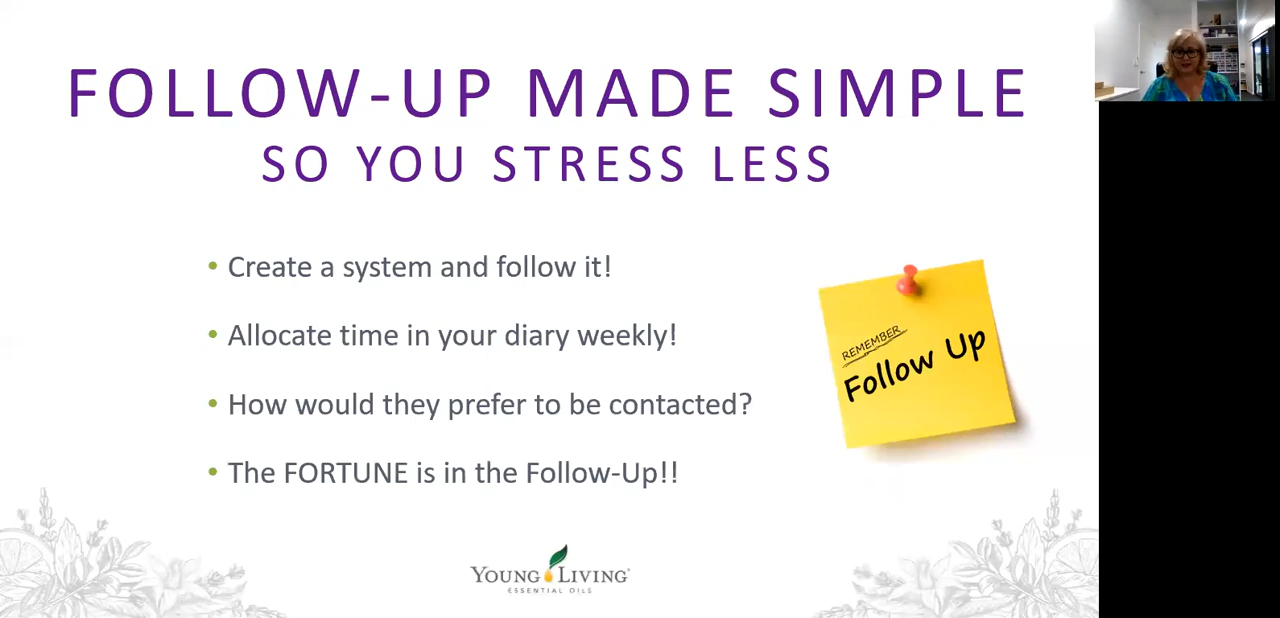 FOLLOW-UP MADE SIMPLE
SO YOU STRESS LESS
• Create a system and follow it!
• Allocate time in your diary weekly!
• How would they prefer to be contacted?
• The FORTUNE is in the Follow-Up!!
REMEMBER
Follow Up
YOUNG LIVING
ESSENTIAL OILS